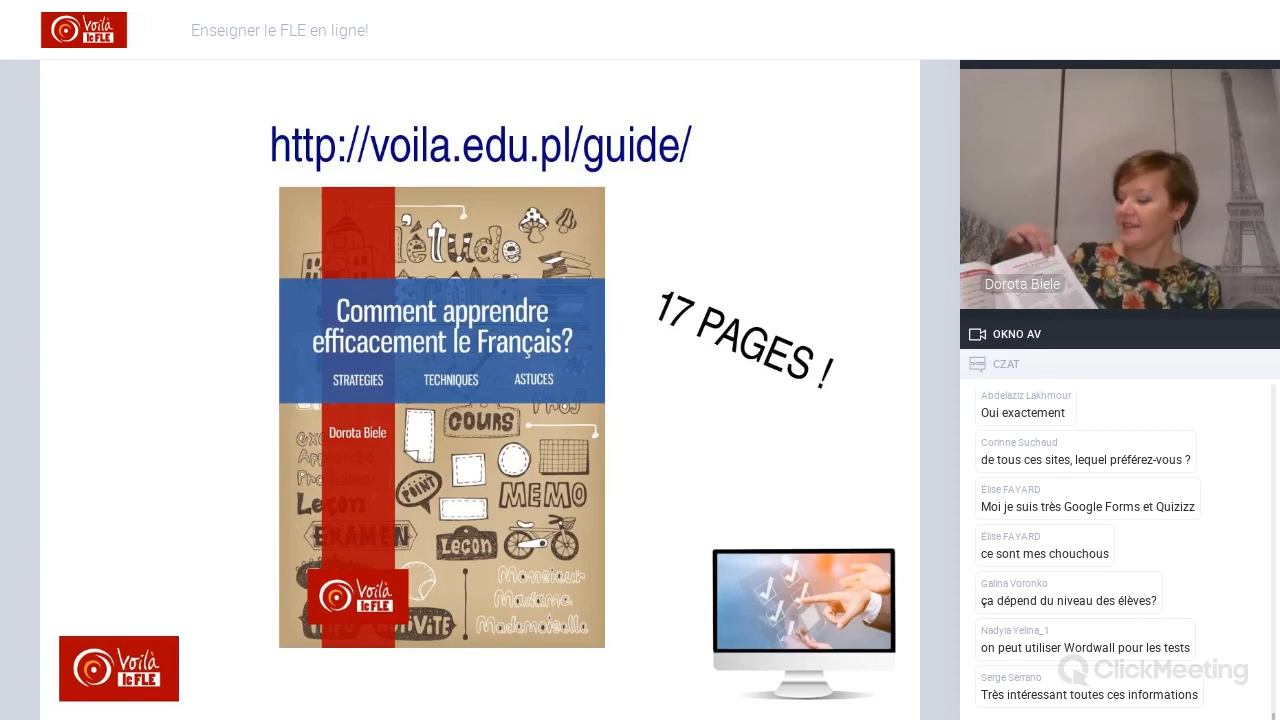 Voilà
le FLE
Enseigner le FLE en ligne!
http://voila.edu.pl/guide/
l'étude
Comment apprendre
efficacement le Français?
STRATEGIES TECHNIQUES ASTUCES
Dorota Biele
COURS
POINT
MEMO
Leçon
EXAMEN
Leçon
Monsieur
Madame
Mademoiselle
Voilà
le FLE
17 PAGES !
Voilà
le FLE
Dorota Biele
OKNO AV
CZAT
Abdelaziz Lakhmour
Oui exactement
Corinne Suchaud
de tous ces sites, lequel préférez-vous ?
Élise FAYARD
Moi je suis très Google Forms et Quizizz
Élise FAYARD
ce sont mes chouchous
Galina Voronko
ça dépend du niveau des élèves?
Nadyia Yelina_1
on peut utiliser Wordwall pour les tests
Serge Serrano
Très intéressant toutes ces informations
ClickMeeting